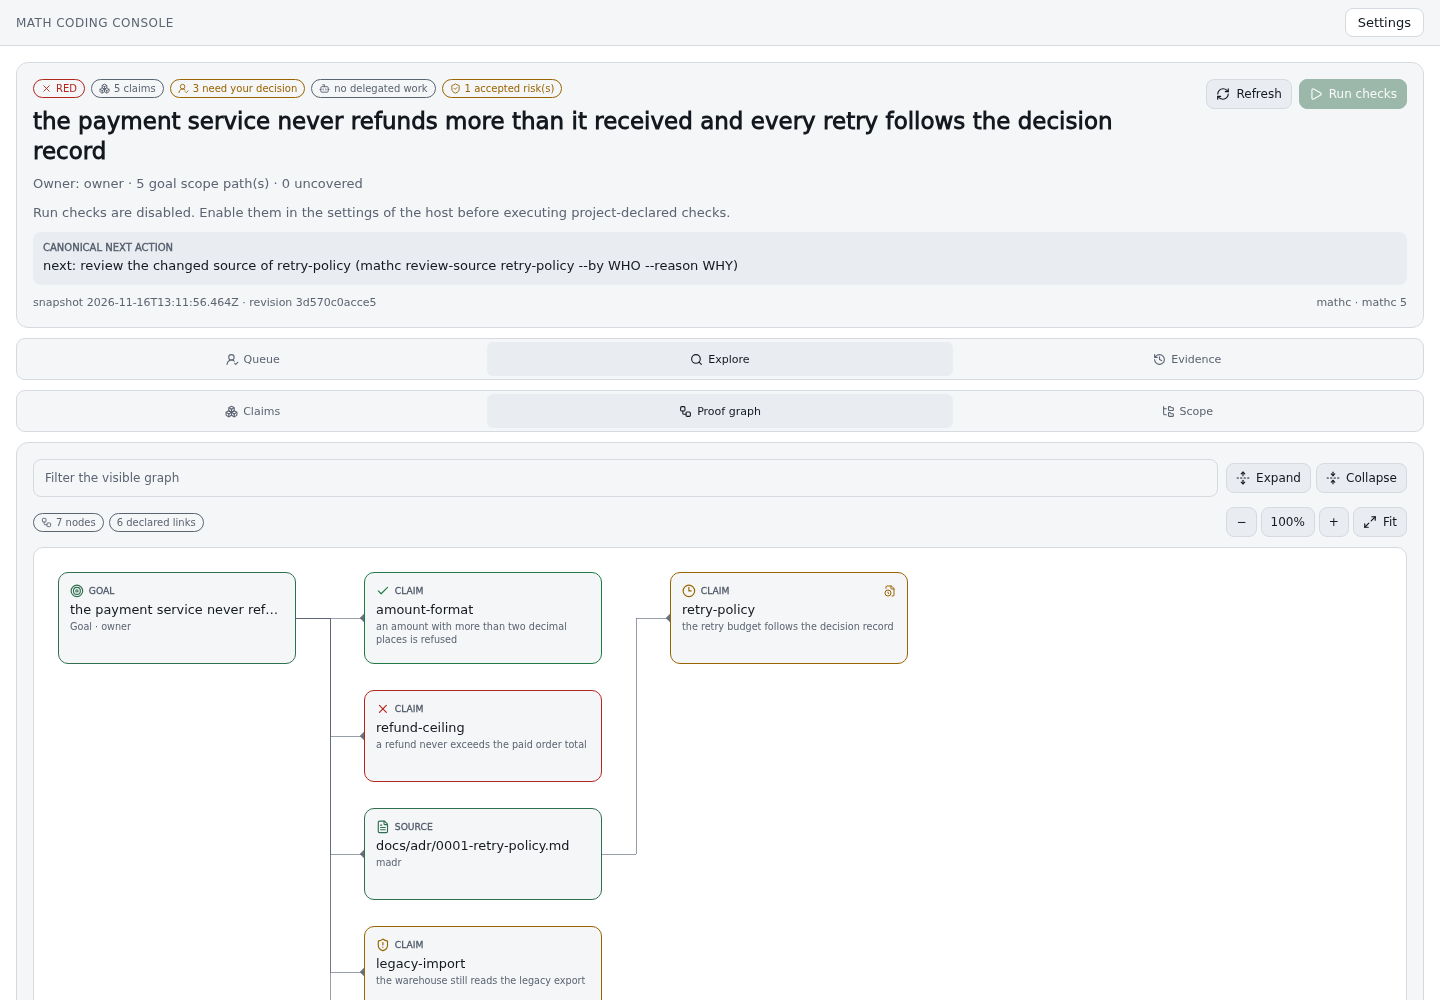 MATH CODING CONSOLE
Settings
RED
5 claims
3 need your decision
no delegated work
1 accepted risk(s)
Refresh
Run checks
the payment service never refunds more than it received and every retry follows the decision
record
Owner: owner · 5 goal scope path(s) · 0 uncovered
Run checks are disabled. Enable them in the settings of the host before executing project-declared checks.
CANONICAL NEXT ACTION
next: review the changed source of retry-policy (mathc review-source retry-policy --by WHO --reason WHY)
snapshot 2026-11-16T13:11:56.464Z · revision 3d570c0acce5
mathc · mathc 5
Queue
Explore
Evidence
Claims
Proof graph
Scope
Filter the visible graph
Expand
Collapse
7 nodes
6 declared links
−
100%
+
Fit
GOAL
the payment service never ref…
Goal · owner
CLAIM
amount-format
an amount with more than two decimal
places is refused
CLAIM
retry-policy
the retry budget follows the decision record
CLAIM
refund-ceiling
a refund never exceeds the paid order total
SOURCE
docs/adr/0001-retry-policy.md
madr
CLAIM
legacy-import
the warehouse still reads the legacy export